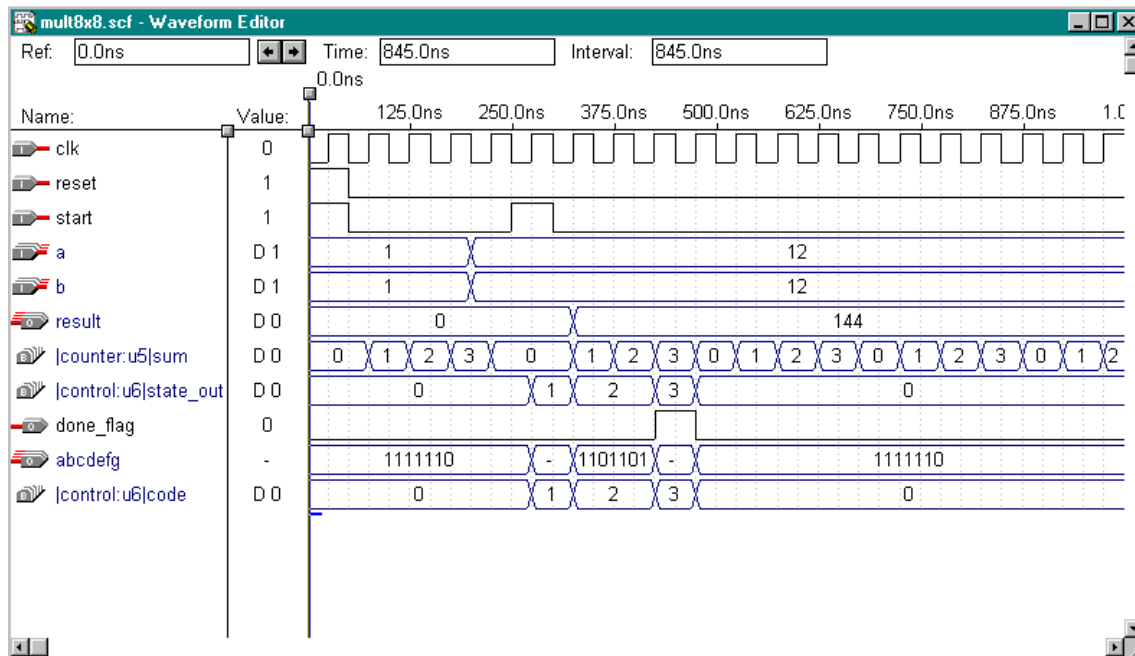 mult8x8.scf - Waveform Editor
Ref: 0.0ns Time: 845.0ns Interval: 845.0ns
0.0ns
Name: Value: 125.0ns 250.0ns 375.0ns 500.0ns 625.0ns 750.0ns 875.0ns 1.0
clk 0
reset 1
start 1
a D 1 1 12
b D 1 1 12
result D 0 0 144
|counter:u5|sum D 0 0 1 2 3 0 1 2 3 0 1 2 3 0 1 2 3 0 1 2
|control:u6|state_out D 0 0 1 2 3 0
done_flag 0
abcdefg - 1111110 - 1101101 - 1111110
|control:u6|code D 0 0 1 2 3 0